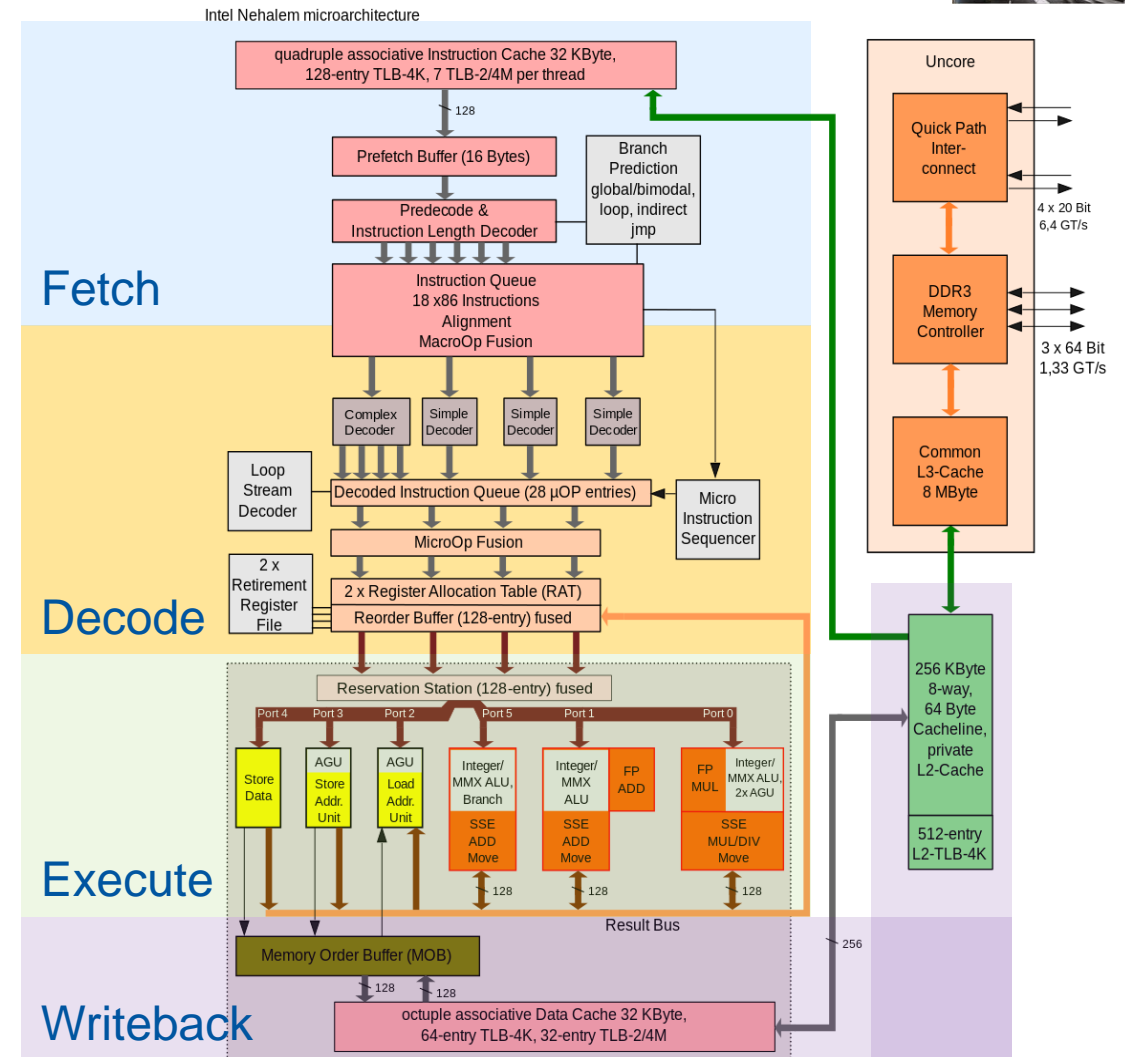 Intel Nehalem microarchitecture
quadruple associative Instruction Cache 32 KByte,
128-entry TLB-4K, 7 TLB-2/4M per thread
128
Prefetch Buffer (16 Bytes)
Predecode &
Instruction Length Decoder
Branch
Prediction
global/bimodal,
loop, indirect
jmp
Fetch
Instruction Queue
18 x86 Instructions
Alignment
MacroOp Fusion
Complex
Decoder
Simple
Decoder
Simple
Decoder
Simple
Decoder
Loop
Stream
Decoder
Decoded Instruction Queue (28 µOP entries)
Micro
Instruction
Sequencer
MicroOp Fusion
2 x
Retirement
Register
File
2 x Register Allocation Table (RAT)
Reorder Buffer (128-entry) fused
Decode
Reservation Station (128-entry) fused
Port 4
Port 3
Port 2
Port 5
Port 1
Port 0
Store
Data
AGU
Store
Addr.
Unit
AGU
Load
Addr.
Unit
Integer/
MMX ALU,
Branch
SSE
ADD
Move
Integer/
MMX
ALU
FP
ADD
SSE
ADD
Move
FP
MUL
Integer/
MMX ALU,
2x AGU
SSE
MUL/DIV
Move
128
128
128
Execute
Result Bus
Memory Order Buffer (MOB)
128
128
256
octuple associative Data Cache 32 KByte,
64-entry TLB-4K, 32-entry TLB-2/4M
Writeback
Uncore
Quick Path
Inter-
connect
4 x 20 Bit
6,4 GT/s
DDR3
Memory
Controller
3 x 64 Bit
1,33 GT/s
Common
L3-Cache
8 MByte
256 KByte
8-way,
64 Byte
Cacheline,
private
L2-Cache
512-entry
L2-TLB-4K